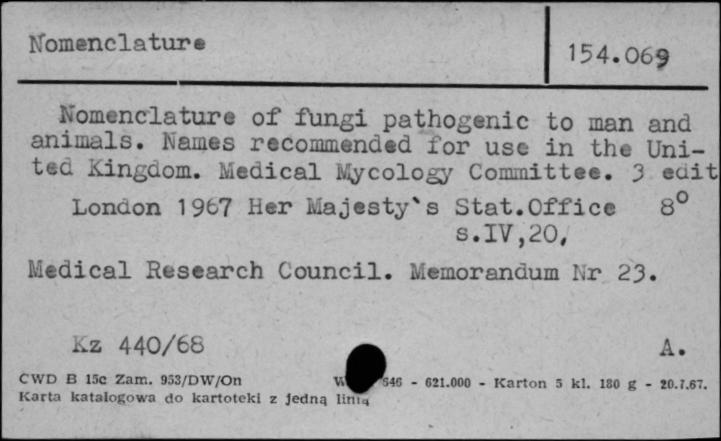 Nomenclature
154.069
Nomenclature of fungi pathogenic to man and
animals. Names recommended for use in the Uni-
ted Kingdom. Medical Mycology Committee. 3 edit
London 1967 Her Majesty`s Stat.Office 8°
s.IV,20,
Medical Research Council. Memorandum Nr 23.
Kz 440/68 A.
CWD B 15c Zam. 953/DW/On 646 - 621.000 - Karton 5 kl. 180 g - 20.7.67.
Karta katalogowa do kartoteki z jedną linią